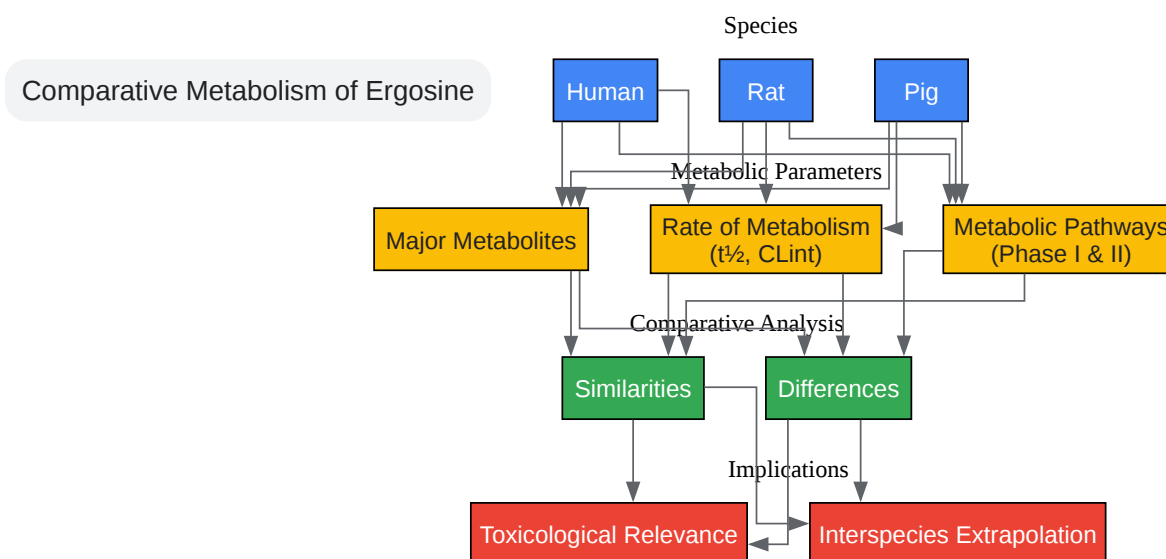 Species
Comparative Metabolism of Ergosine
Human
Rat
Pig
Metabolic Parameters
Major Metabolites
Rate of Metabolism
(t½, CLint)
Metabolic Pathways
(Phase I & II)
Comparative Analysis
Similarities
Differences
Implications
Toxicological Relevance
Interspecies Extrapolation